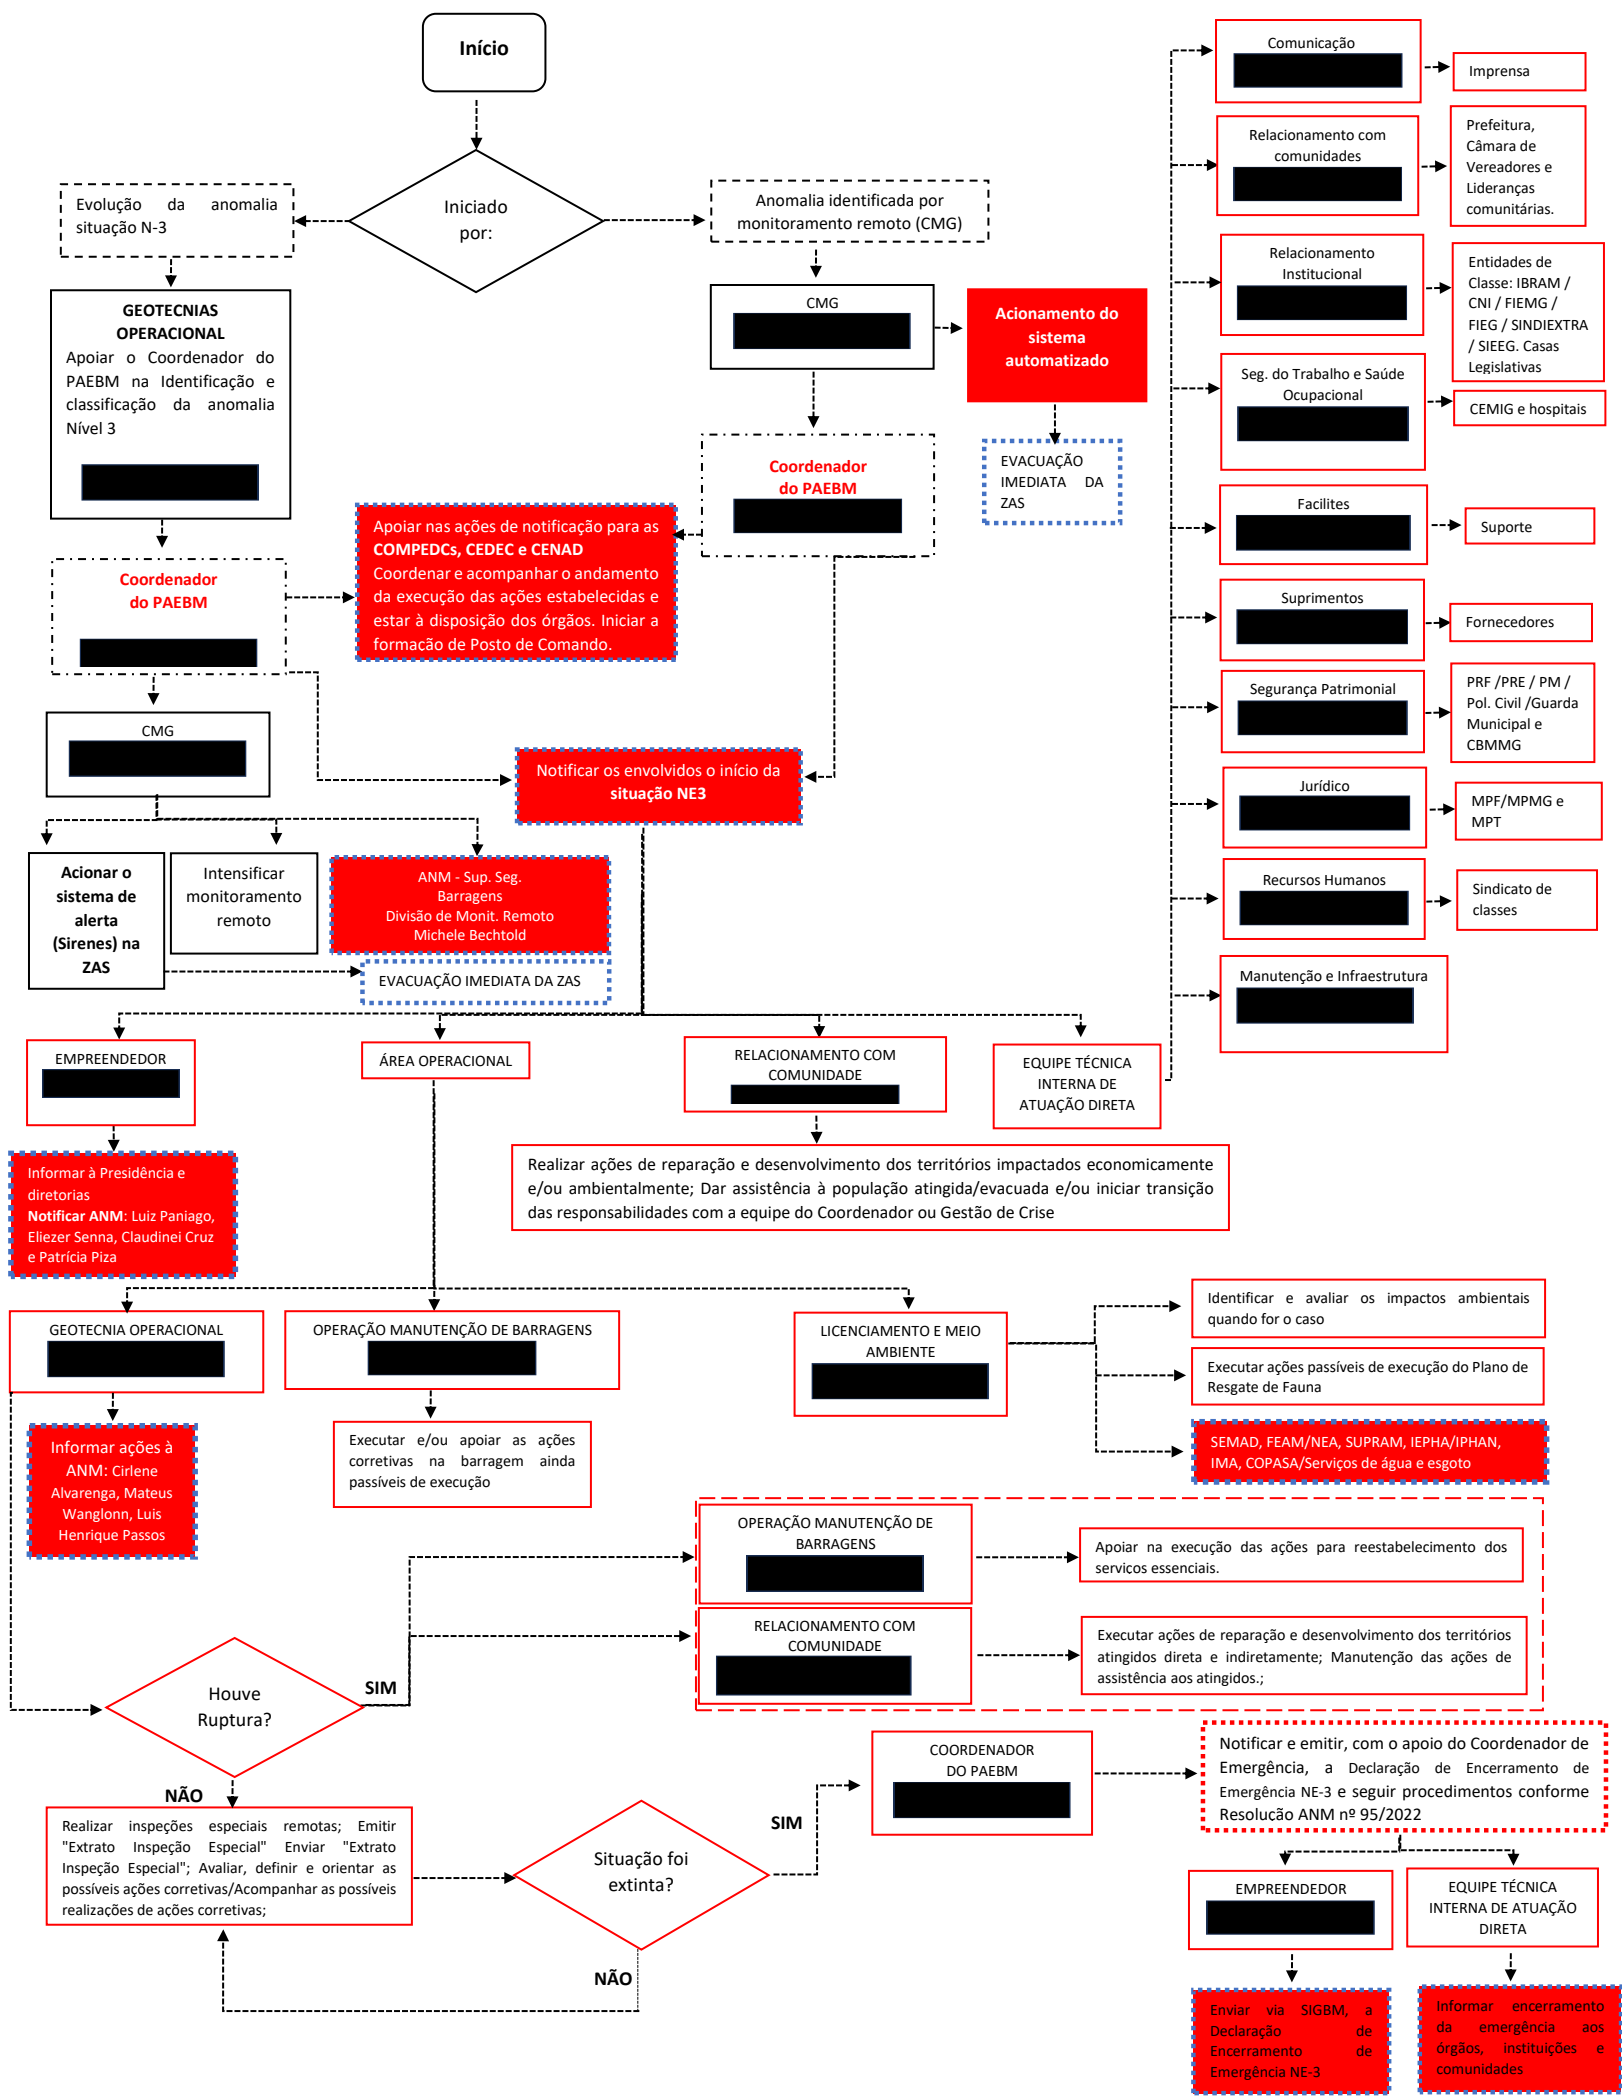 Início
Iniciado
por:
Evolução da anomalia
situação N-3
Anomalia identificada por
monitoramento remoto (CMG)
GEOTECNIAS
OPERACIONAL
Apoiar o Coordenador do
PAEBM na Identificação e
classificação da anomalia
Nível 3
CMG
Acionamento do
sistema
automatizado
EVACUAÇÃO
IMEDIATA DA
ZAS
Coordenador
do PAEBM
Coordenador
do PAEBM
Apoiar nas ações de notificação para as
COMPEDCs, CEDEC e CENAD
Coordenar e acompanhar o andamento
da execução das ações estabelecidas e
estar à disposição dos órgãos. Iniciar a
formação de Posto de Comando.
CMG
Notificar os envolvidos o início da
situação NE3
Acionar o
sistema de
alerta
(Sirenes) na
ZAS
Intensificar
monitoramento
remoto
ANM - Sup. Seg.
Barragens
Divisão de Monit. Remoto
Michele Bechtold
EVACUAÇÃO IMEDIATA DA ZAS
Comunicação
Imprensa
Relacionamento com
comunidades
Prefeitura,
Câmara de
Vereadores e
Lideranças
comunitárias.
Relacionamento
Institucional
Entidades de
Classe: IBRAM /
CNI / FIEMG /
FIEG / SINDIEXTRA
/ SIEEG. Casas
Legislativas
Seg. do Trabalho e Saúde
Ocupacional
CEMIG e hospitais
Facilites
Suporte
Suprimentos
Fornecedores
Segurança Patrimonial
PRF /PRE / PM /
Pol. Civil /Guarda
Municipal e
CBMMG
Jurídico
MPF/MPMG e
MPT
Recursos Humanos
Sindicato de
classes
Manutenção e Infraestrutura
EMPREENDEDOR
ÁREA OPERACIONAL
RELACIONAMENTO COM
COMUNIDADE
EQUIPE TÉCNICA
INTERNA DE
ATUAÇÃO DIRETA
Informar à Presidência e
diretorias
Notificar ANM: Luiz Paniago,
Eliezer Senna, Claudinei Cruz
e Patrícia Piza
Realizar ações de reparação e desenvolvimento dos territórios impactados economicamente
e/ou ambientalmente; Dar assistência à população atingida/evacuada e/ou iniciar transição
das responsabilidades com a equipe do Coordenador ou Gestão de Crise
GEOTECNIA OPERACIONAL
OPERAÇÃO MANUTENÇÃO DE BARRAGENS
LICENCIAMENTO E MEIO
AMBIENTE
Identificar e avaliar os impactos ambientais
quando for o caso
Executar ações passíveis de execução do Plano de
Resgate de Fauna
SEMAD, FEAM/NEA, SUPRAM, IEPHA/IPHAN,
IMA, COPASA/Serviços de água e esgoto
Informar ações à
ANM: Cirlene
Alvarenga, Mateus
Wanglonn, Luis
Henrique Passos
Executar e/ou apoiar as ações
corretivas na barragem ainda
passíveis de execução
OPERAÇÃO MANUTENÇÃO DE
BARRAGENS
Apoiar na execução das ações para reestabelecimento dos
serviços essenciais.
RELACIONAMENTO COM
COMUNIDADE
Executar ações de reparação e desenvolvimento dos territórios
atingidos direta e indiretamente; Manutenção das ações de
assistência aos atingidos.;
Houve
Ruptura?
SIM
NÃO
Realizar inspeções especiais remotas; Emitir
"Extrato Inspeção Especial" Enviar "Extrato
Inspeção Especial"; Avaliar, definir e orientar as
possíveis ações corretivas/Acompanhar as possíveis
realizações de ações corretivas;
Situação foi
extinta?
SIM
NÃO
COORDENADOR
DO PAEBM
Notificar e emitir, com o apoio do Coordenador de
Emergência, a Declaração de Encerramento de
Emergência NE-3 e seguir procedimentos conforme
Resolução ANM nº 95/2022
EMPREENDEDOR
EQUIPE TÉCNICA
INTERNA DE ATUAÇÃO
DIRETA
Enviar via SIGBM, a
Declaração de
Encerramento de
Emergência NE-3
Informar encerramento
da emergência aos
órgãos, instituições e
comunidades